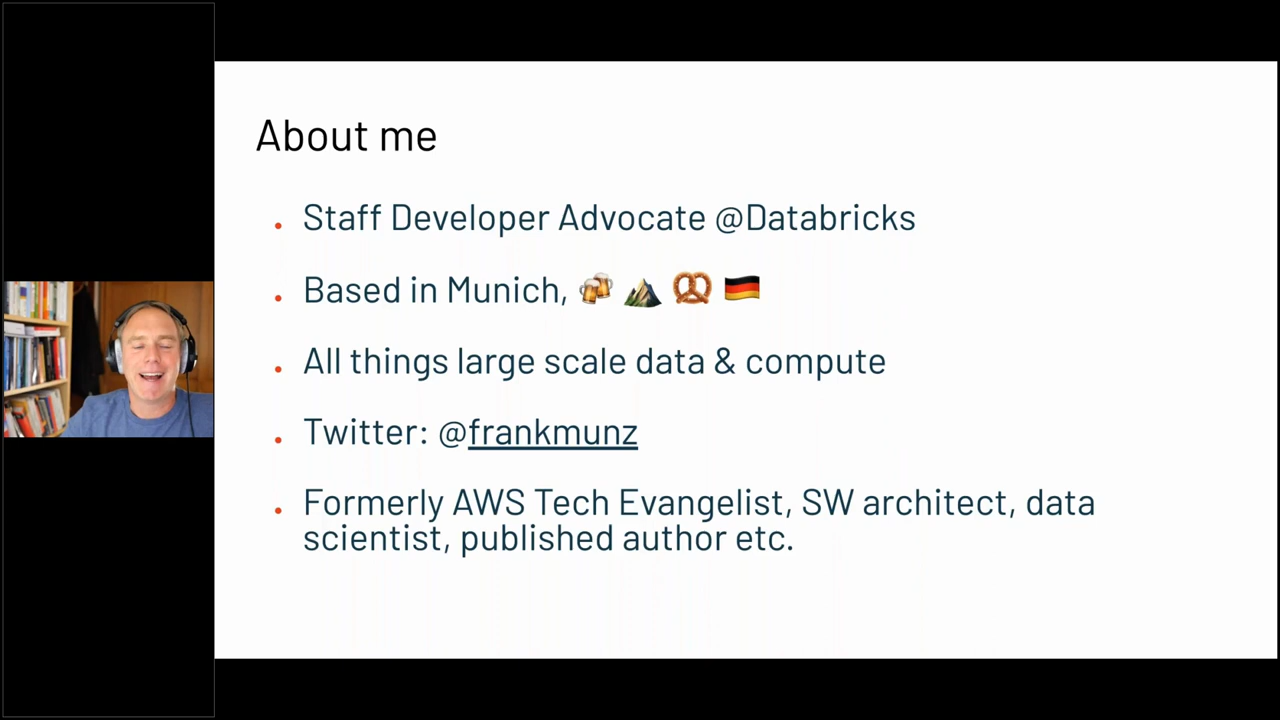 About me
Staff Developer Advocate @Databricks
Based in Munich, 🍻 ⛰️ 🥨 🇩🇪
All things large scale data & compute
Twitter: @frankmunz
Formerly AWS Tech Evangelist, SW architect, data
scientist, published author etc.